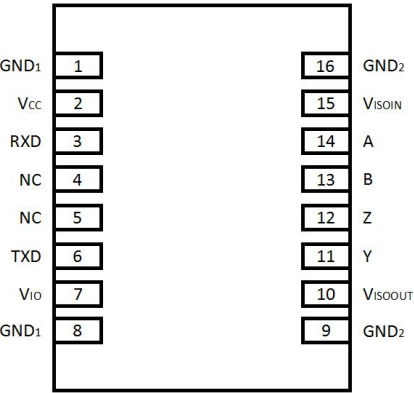 GND1 1 16 GND2
VCC 2 15 VISOIN
RXD 3 14 A
NC 4 13 B
NC 5 12 Z
TXD 6 11 Y
VIO 7 10 VISOOUT
GND1 8 9 GND2